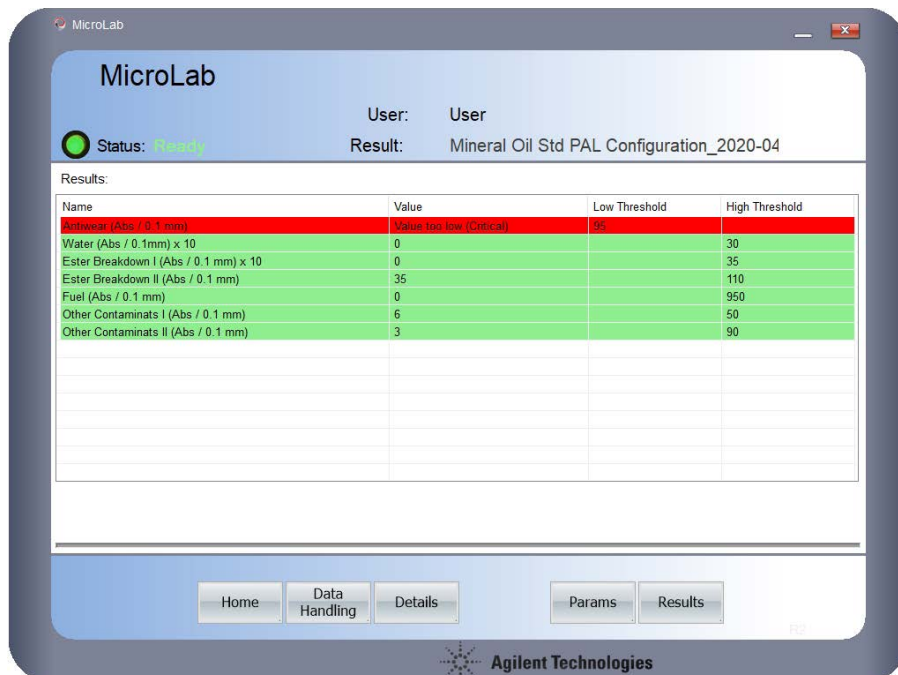 MicroLab
MicroLab
User: User
Status: Ready Result: Mineral Oil Std PAL Configuration_2020-04
Results:
Name Value Low Threshold High Threshold
Antiwear (Abs / 0.1 mm) Value too low (Critical) 95
Water (Abs / 0.1mm) x 10 0 30
Ester Breakdown I (Abs / 0.1 mm) x 10 0 35
Ester Breakdown II (Abs / 0.1 mm) 35 110
Fuel (Abs / 0.1 mm) 0 950
Other Contaminats I (Abs / 0.1 mm) 6 50
Other Contaminats II (Abs / 0.1 mm) 3 90
Home Data Handling Details Params Results
Agilent Technologies